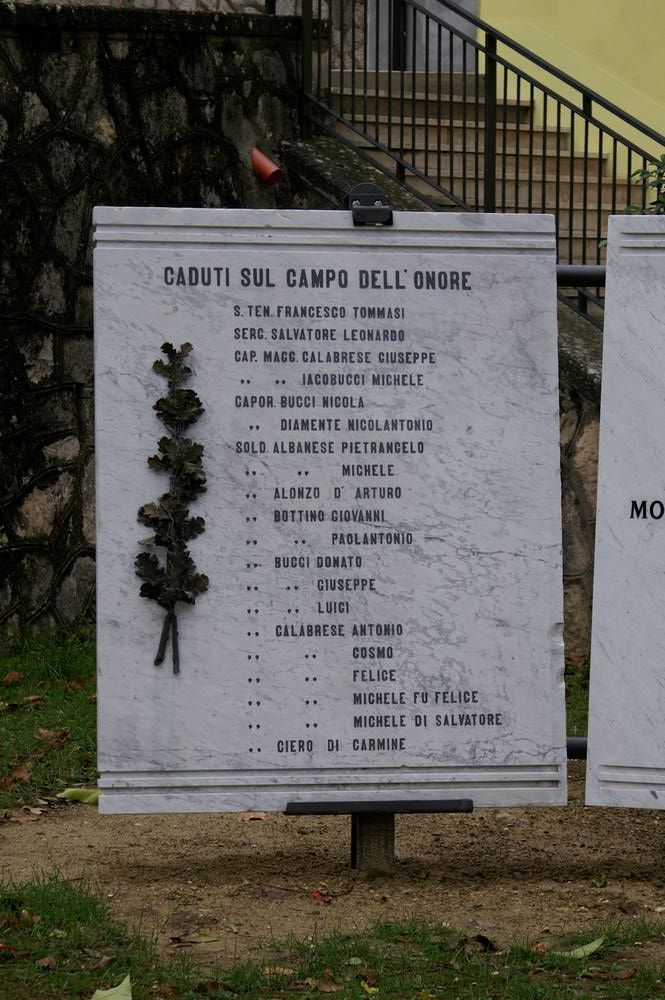 CADUTI SUL CAMPO DELL'ONORE
S. TEN. FRANCESCO TOMMASI
SERG. SALVATORE LEONARDO
CAP. MAGG. CALABRESE GIUSEPPE
" " IACOBUCCI MICHELE
CAPOR. BUCCI NICOLA
" DIAMENTE NICOLANTONIO
SOLD. ALBANESE PIETRANGELO
" " MICHELE
" ALONZO D' ARTURO
" BOTTINO GIOVANNI
" " PAOLANTONIO
" BUCCI DONATO
" " GIUSEPPE
" " LUIGI
" CALABRESE ANTONIO
" " COSMO
" " FELICE
" " MICHELE FU FELICE
" " MICHELE DI SALVATORE
" CIERO DI CARMINE
MO